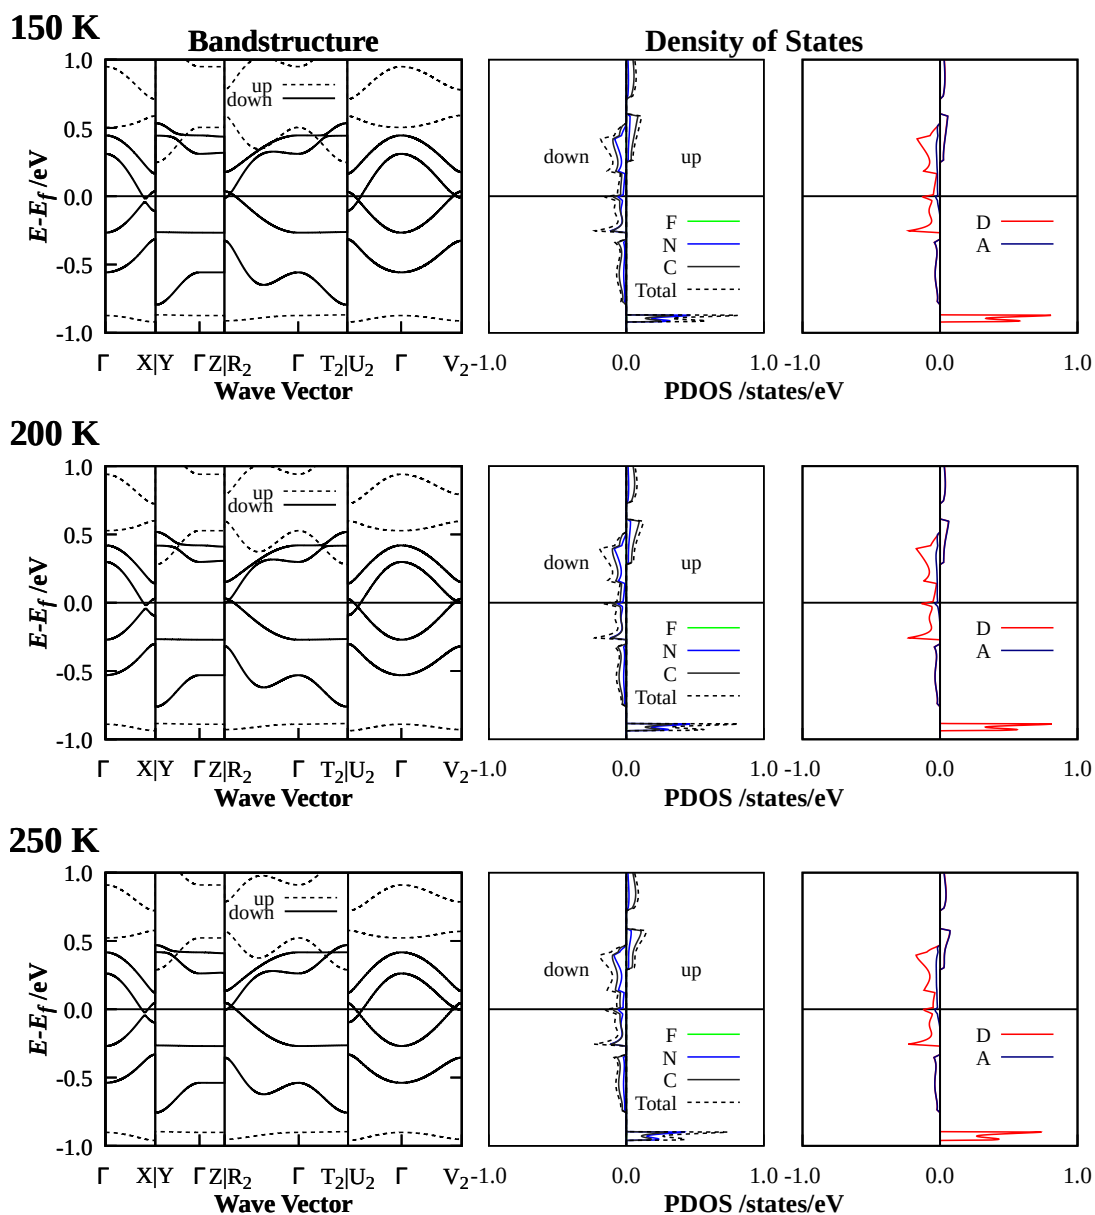 150 K
Bandstructure
Density of States
1.0
0.5
0.0
-0.5
-1.0
E-E_f /eV
up
down
Γ X|Y Γ Z|R₂ Γ T₂|U₂ Γ V₂
Wave Vector
down up
F
N
C
Total
-1.0 0.0 1.0
D
A
-1.0 0.0 1.0
PDOS /states/eV
200 K
1.0
0.5
0.0
-0.5
-1.0
E-E_f /eV
up
down
Γ X|Y Γ Z|R₂ Γ T₂|U₂ Γ V₂
Wave Vector
down up
F
N
C
Total
-1.0 0.0 1.0
D
A
-1.0 0.0 1.0
PDOS /states/eV
250 K
1.0
0.5
0.0
-0.5
-1.0
E-E_f /eV
up
down
Γ X|Y Γ Z|R₂ Γ T₂|U₂ Γ V₂
Wave Vector
down up
F
N
C
Total
-1.0 0.0 1.0
D
A
-1.0 0.0 1.0
PDOS /states/eV